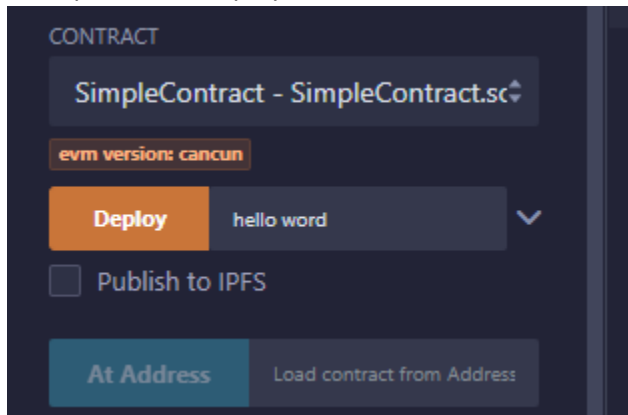 CONTRACT
SimpleContract - SimpleContract.sc
evm version: cancun
Deploy hello word
Publish to IPFS
At Address Load contract from Address